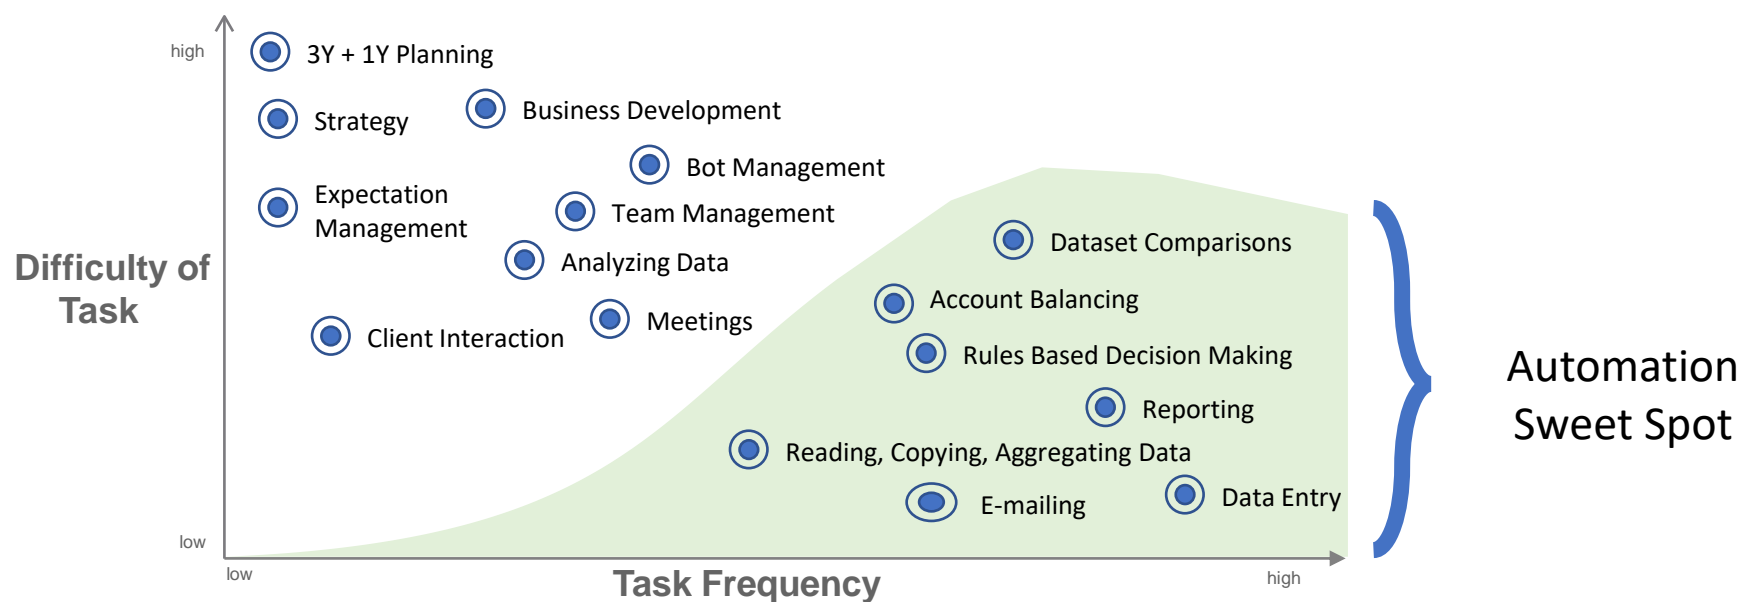 high
3Y + 1Y Planning
Business Development
Strategy
Bot Management
Expectation
Management
Team Management
Dataset Comparisons
Difficulty of
Task
Analyzing Data
Account Balancing
Meetings
Client Interaction
Rules Based Decision Making
Automation
Sweet Spot
Reporting
Reading, Copying, Aggregating Data
Data Entry
E-mailing
low
low
Task Frequency
high